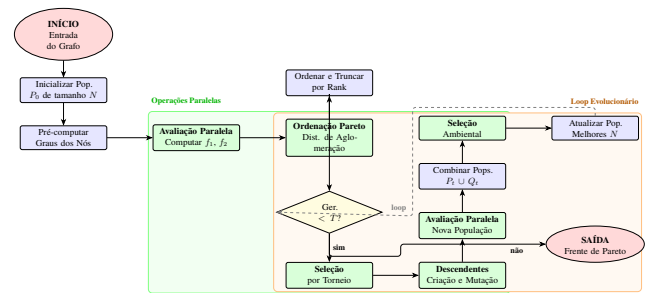 INÍCIO
Entrada
do Grafo
Inicializar Pop.
P₀ de tamanho N
Pré-computar
Graus dos Nós
Operações Paralelas
Avaliação Paralela
Computar f₁, f₂
Ordenar e Truncar
por Rank
Loop Evolucionário
Ordenação Pareto
Dist. de Aglo-
meração
Ger.
< T?
loop
sim
não
Seleção
por Torneio
Descendentes
Criação e Mutação
Avaliação Paralela
Nova População
Combinar Pops.
Pₜ ∪ Qₜ
Seleção
Ambiental
Atualizar Pop.
Melhores N
SAÍDA
Frente de Pareto